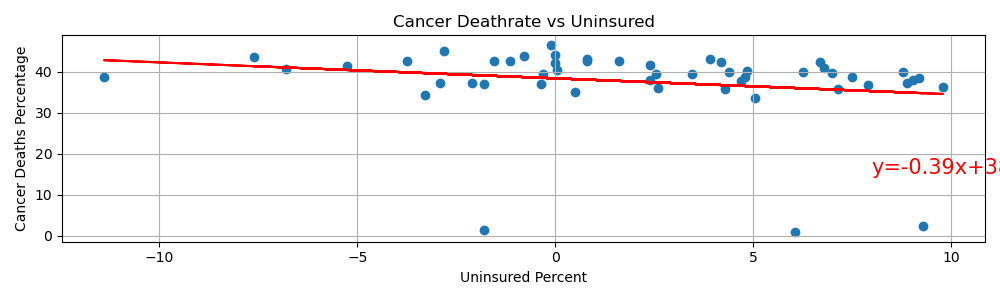 Cancer Deathrate vs Uninsured
Cancer Deaths Percentage
40
30
20
10
0
y=-0.39x+38
−10
−5
0
5
10
Uninsured Percent